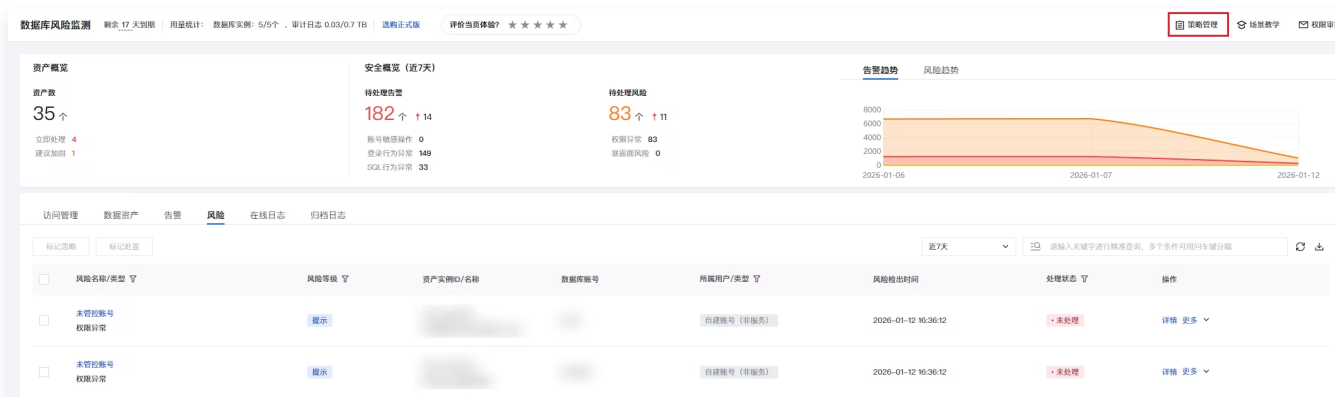 数据库风险监测 剩余 17 天到期 用量统计： 数据库实例：5/5个 ，审计日志 0.03/0.7 TB 选购正式版 评价当页体验？ 策略管理 场景教学 权限审
资产概览 安全概览（近7天） 告警趋势 风险趋势
资产数 待处理告警 待处理风险
35 个 182 个 ↑ 14 83 个 ↑ 11
立即处理 4 账号敏感操作 0 权限异常 83
建议加固 1 登录行为异常 149 暴露面风险 0
SQL行为异常 33
8000
6000
4000
2000
0
2026-01-06 2026-01-07 2026-01-12
访问管理 数据资产 告警 风险 在线日志 归档日志
标记忽略 标记处置 近7天 请输入关键字进行精准查询，多个条件可用回车键分隔
风险名称/类型 风险等级 资产实例ID/名称 数据库账号 所属用户/类型 风险检出时间 处理状态 操作
未管控账号 提示 自建账号（非服务） 2026-01-12 16:36:12 未处理 详情 更多
权限异常
未管控账号 提示 自建账号（非服务） 2026-01-12 16:36:12 未处理 详情 更多
权限异常